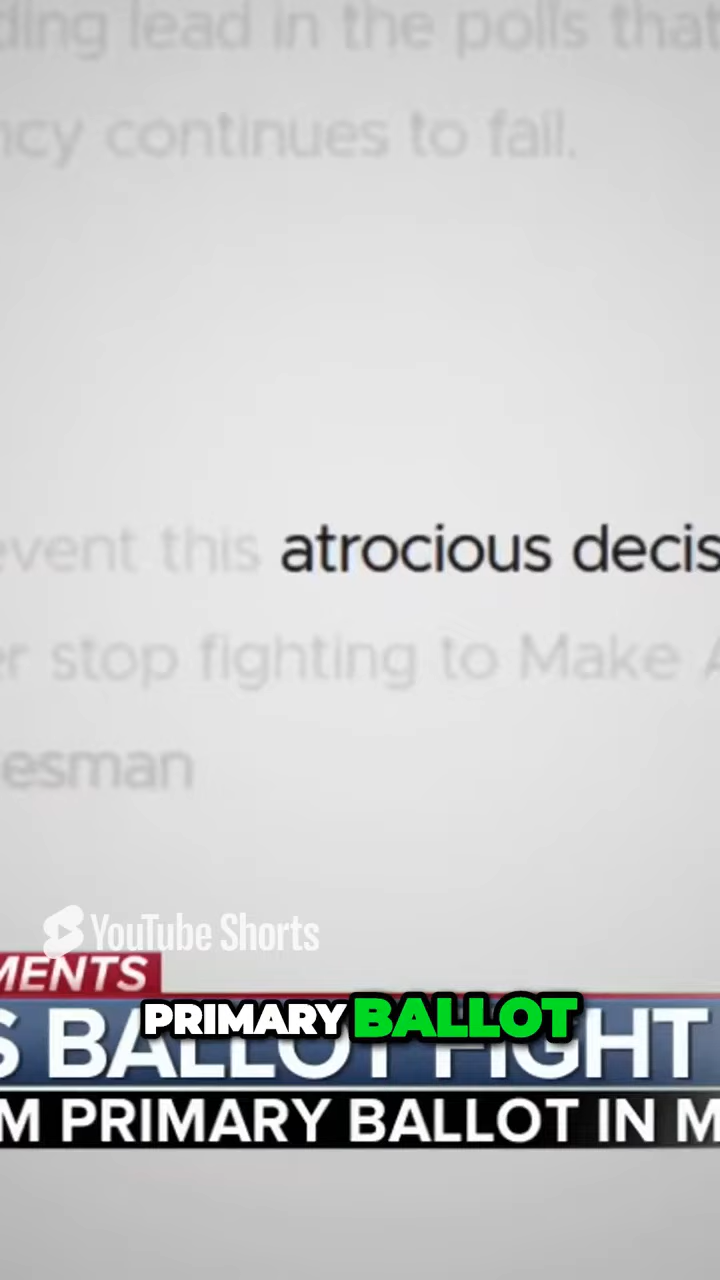 ding lead in the polls that
ncy continues to fail.
event this atrocious decis
er stop fighting to Make A
esman
YouTube Shorts
MENTS
PRIMARY BALLOT
S BALLOT FIGHT
M PRIMARY BALLOT IN M